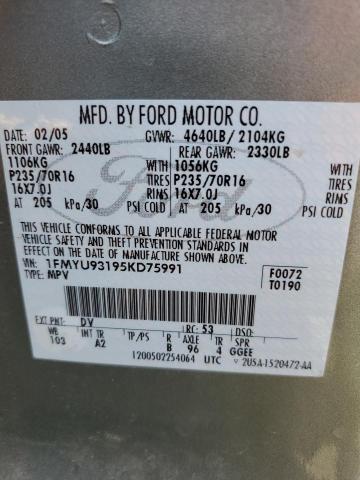 MFD. BY FORD MOTOR CO.
DATE: 02/05 GVWR: 4640LB/2104KG
FRONT GAWR: 2440LB REAR GAWR: 2330LB
1106KG WITH 1056KG WITH
P235/70R16 TIRES P235/70R16 TIRES
16X7.0J RIMS 16X7.0J RIMS
AT 205 kPa/30 PSI COLD AT 205 kPa/30 PSI COLD
THIS VEHICLE CONFORMS TO ALL APPLICABLE FEDERAL MOTOR
VEHICLE SAFETY STANDARDS IN EFFECT ON THE DATE OF
MANUFACTURE SHOWN ABOVE.
VEHICLE IDENTIFICATION NO.
VIN: 1FMYU93195KD75991
TYPE: MPV
F0072
T0190
EXT PNT: DV RC: 53 DSO:
WB INT TR TP/PS R AXLE TR SPR
103 A2 B 96 4 GGEE
1200502254064 UTC 2U5A-1520472-AA
Ford